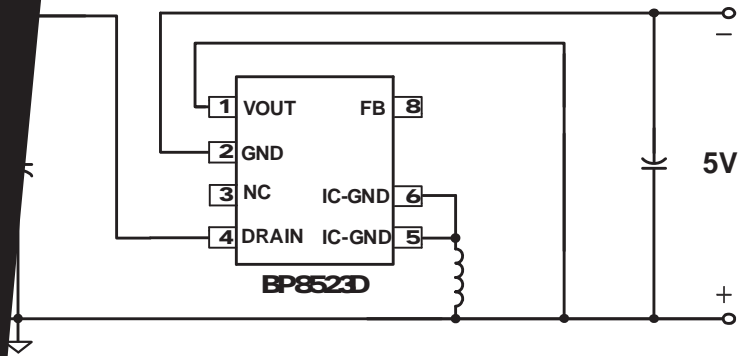 −
1 VOUT FB 8
2 GND
5V
3 NC IC-GND 6
4 DRAIN IC-GND 5
BP8523D
+